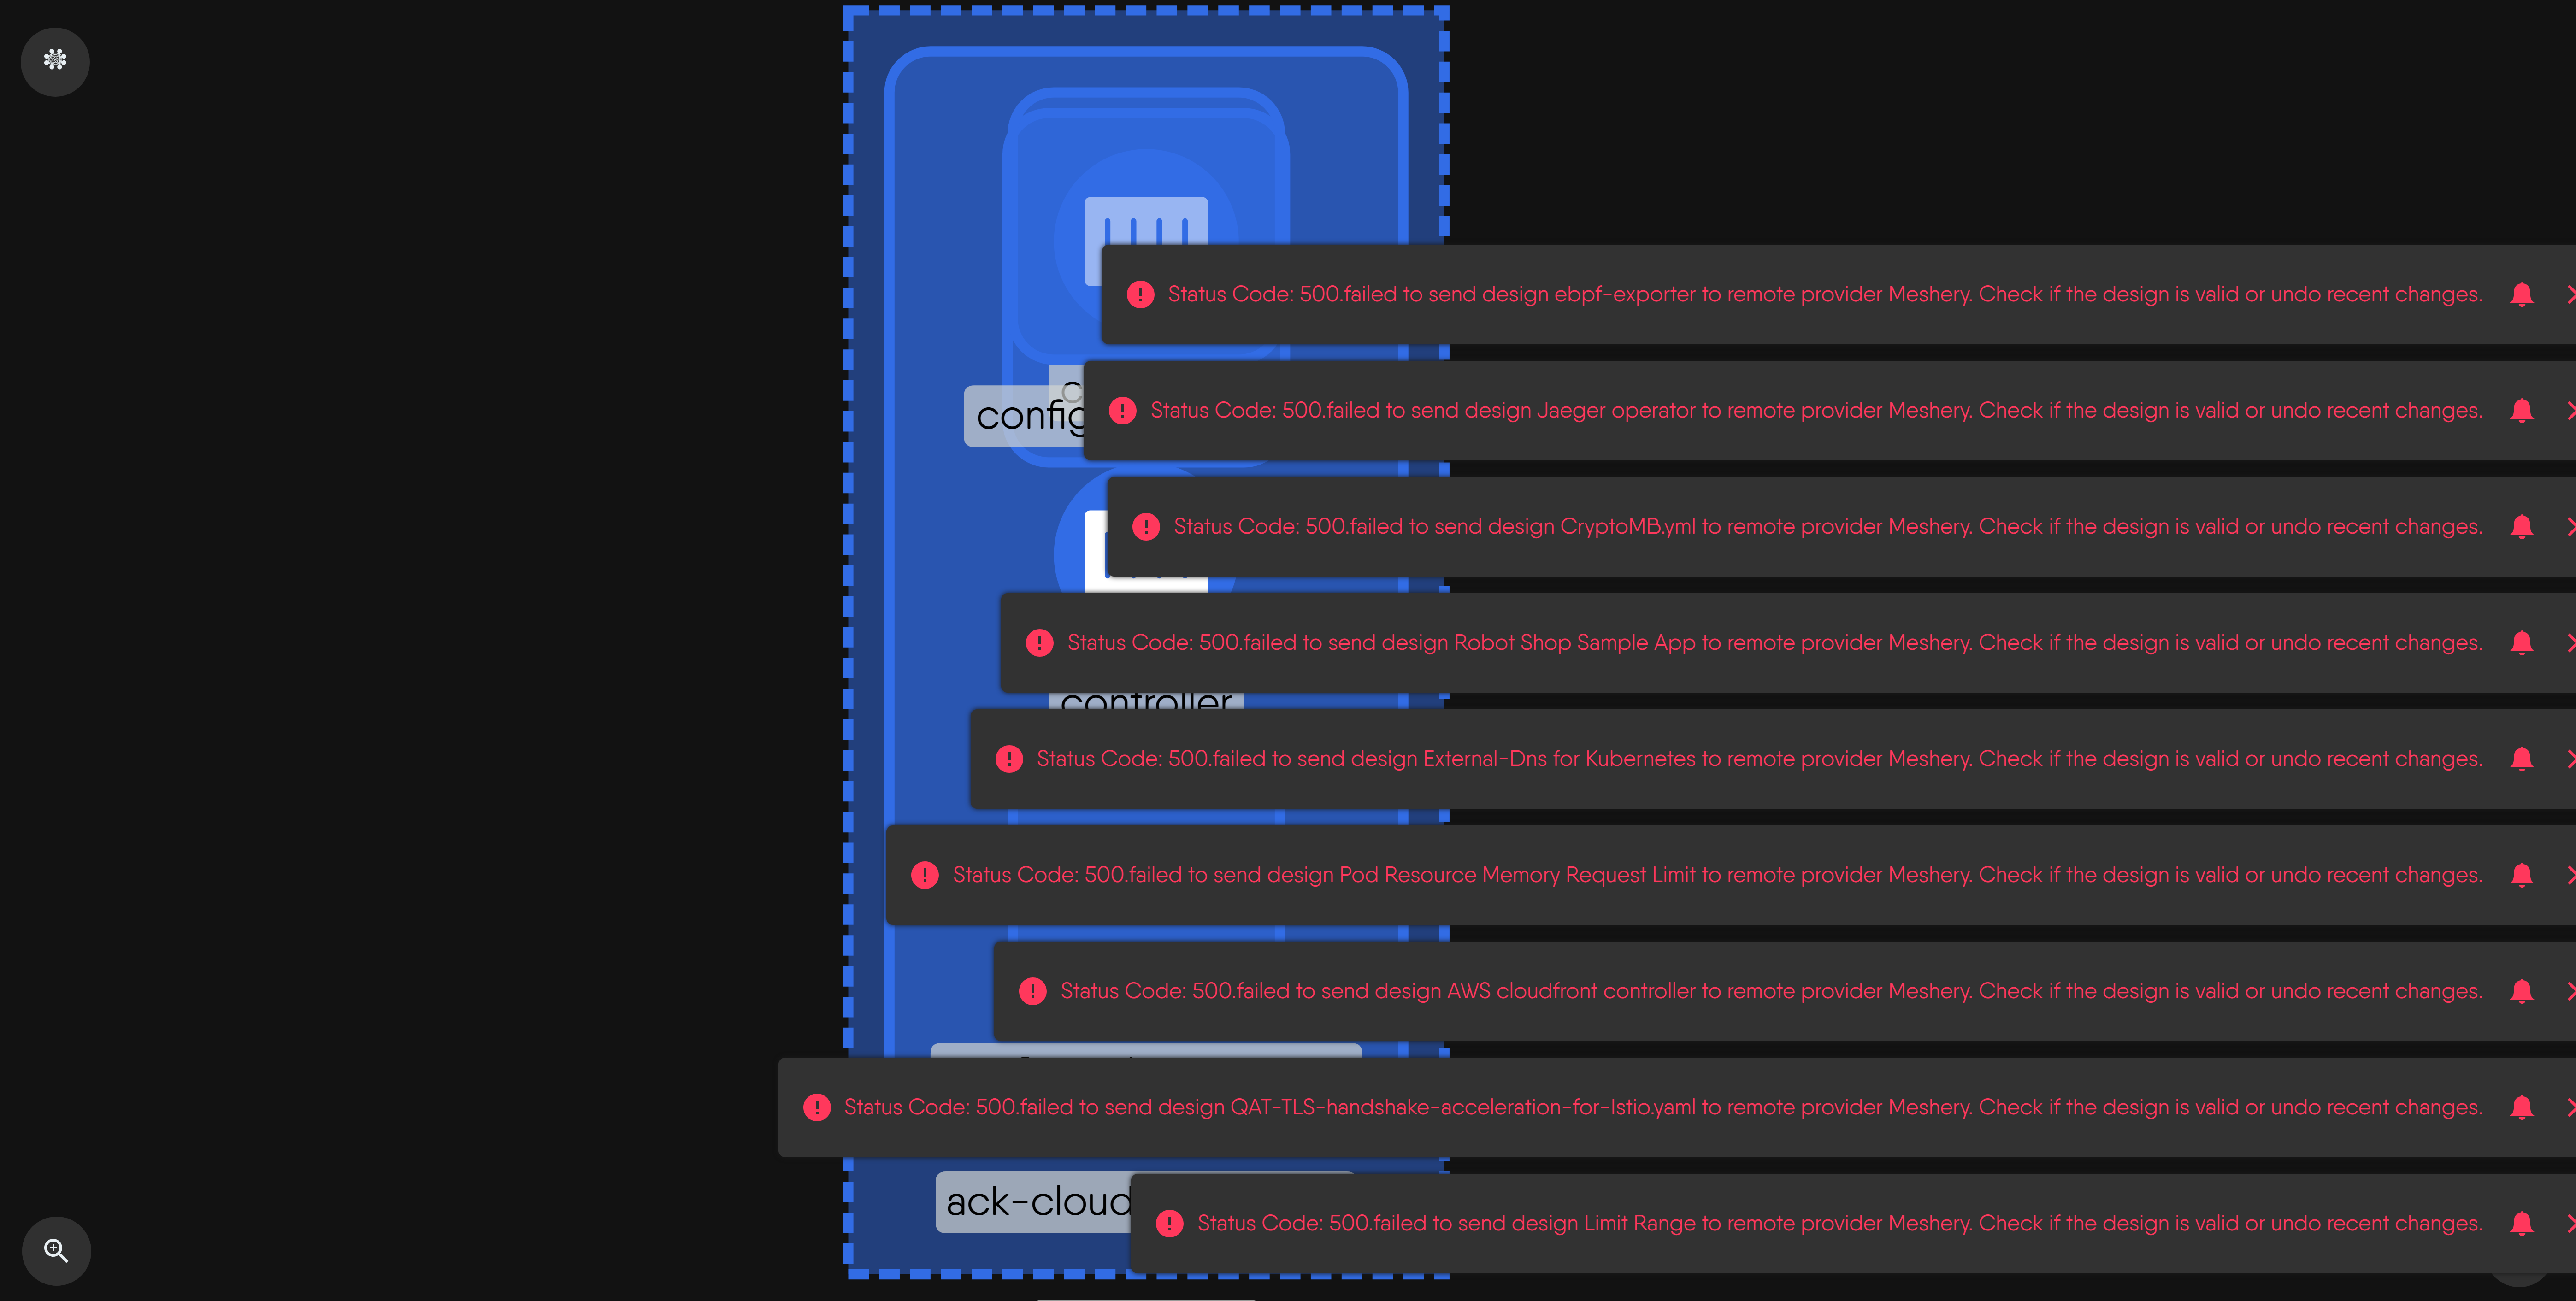 Status Code: 500.failed to send design ebpf-exporter to remote provider Meshery. Check if the design is valid or undo recent changes.
config
Status Code: 500.failed to send design Jaeger operator to remote provider Meshery. Check if the design is valid or undo recent changes.
Status Code: 500.failed to send design CryptoMB.yml to remote provider Meshery. Check if the design is valid or undo recent changes.
Status Code: 500.failed to send design Robot Shop Sample App to remote provider Meshery. Check if the design is valid or undo recent changes.
controller
Status Code: 500.failed to send design External-Dns for Kubernetes to remote provider Meshery. Check if the design is valid or undo recent changes.
Status Code: 500.failed to send design Pod Resource Memory Request Limit to remote provider Meshery. Check if the design is valid or undo recent changes.
Status Code: 500.failed to send design AWS cloudfront controller to remote provider Meshery. Check if the design is valid or undo recent changes.
Status Code: 500.failed to send design QAT-TLS-handshake-acceleration-for-Istio.yaml to remote provider Meshery. Check if the design is valid or undo recent changes.
ack-cloud
Status Code: 500.failed to send design Limit Range to remote provider Meshery. Check if the design is valid or undo recent changes.